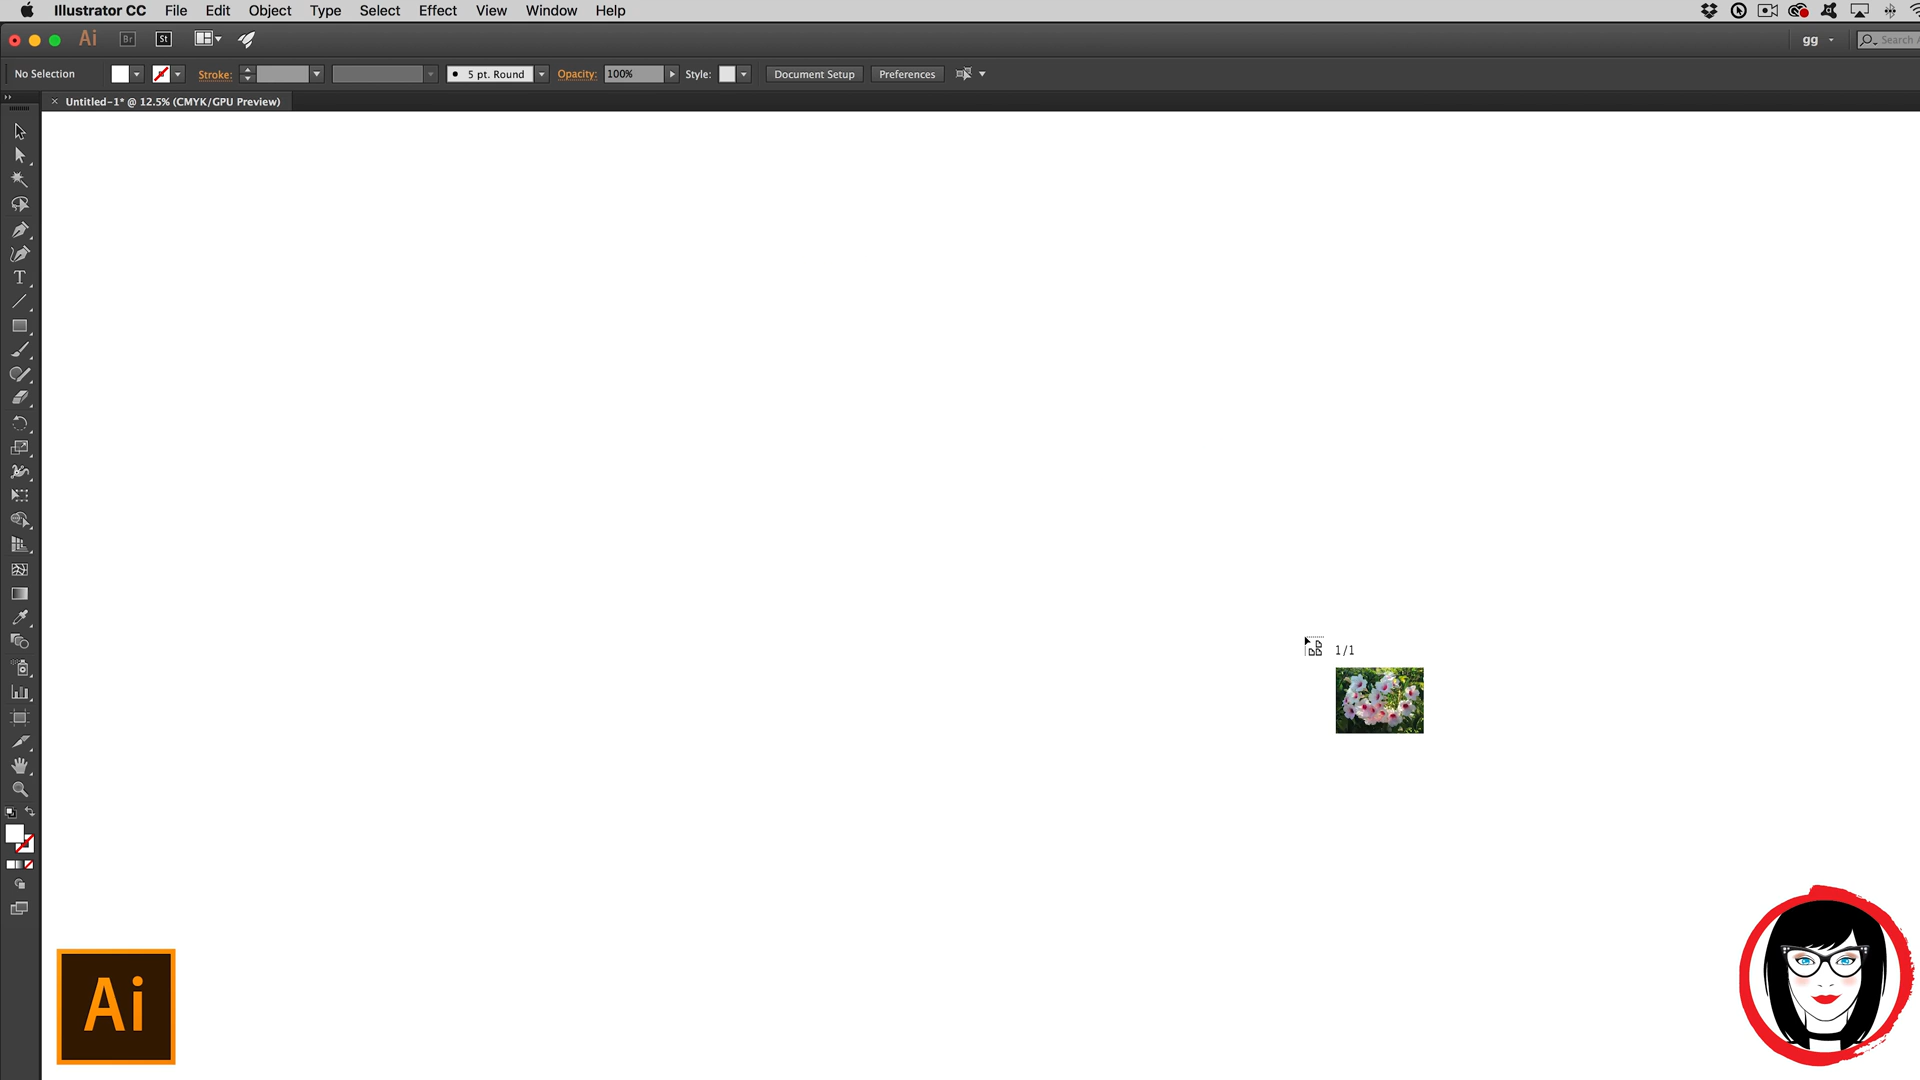 Illustrator CC File Edit Object Type Select Effect View Window Help
Ai Br St gg Search A
No Selection Stroke: 5 pt. Round Opacity: 100% Style: Document Setup Preferences
× Untitled-1* @ 12.5% (CMYK/GPU Preview)
T
1/1
Ai